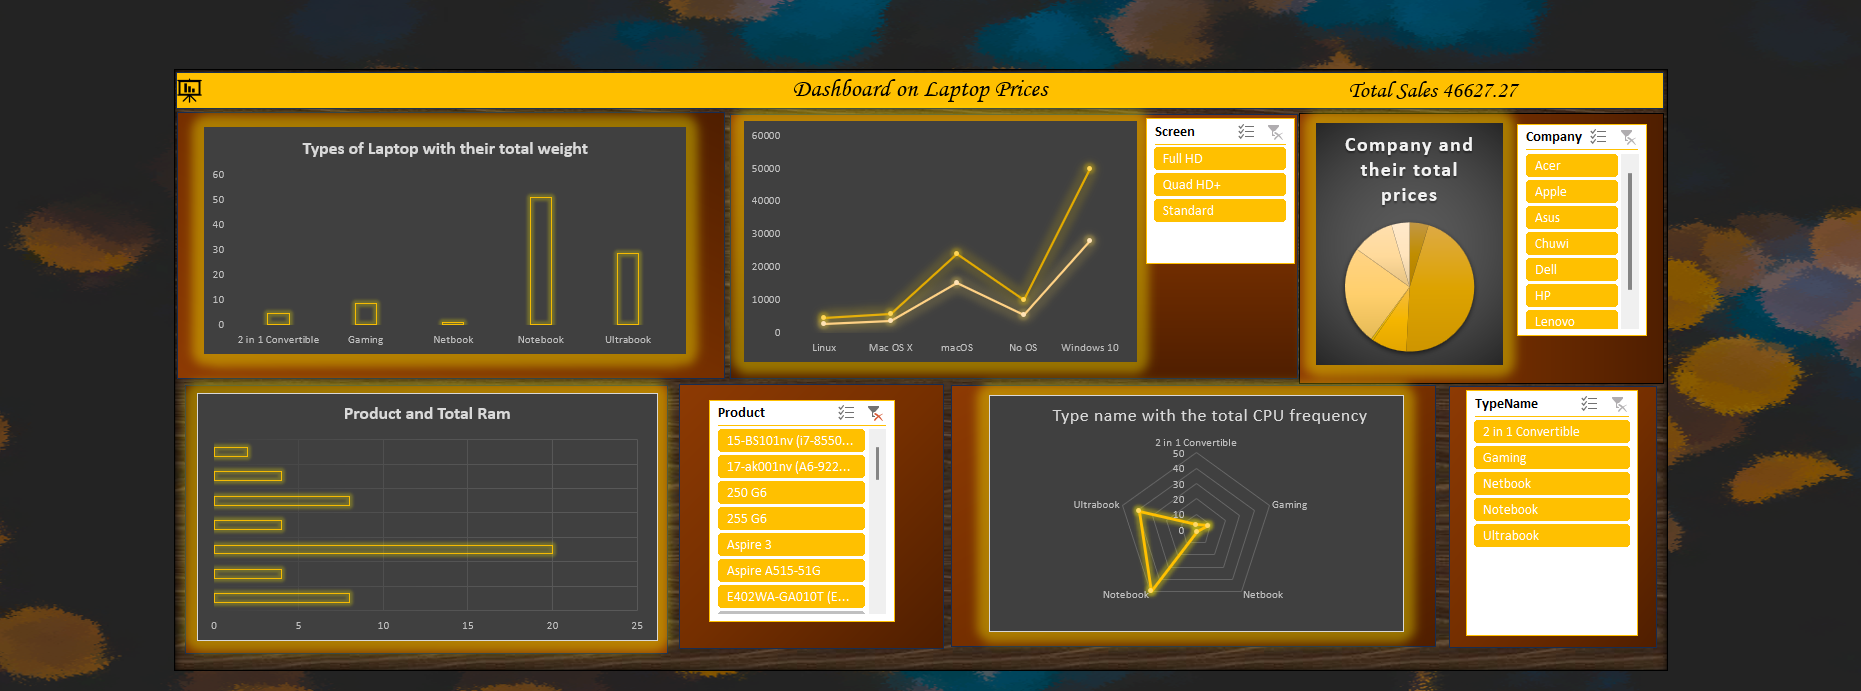 Dashboard on Laptop Prices
Total Sales 46627.27
Types of Laptop with their total weight
60
50
40
30
20
10
0
2 in 1 Convertible
Gaming
Netbook
Notebook
Ultrabook
60000
50000
40000
30000
20000
10000
0
Linux
Mac OS X
macOS
No OS
Windows 10
Screen
Full HD
Quad HD+
Standard
Company and
their total
prices
Company
Acer
Apple
Asus
Chuwi
Dell
HP
Lenovo
Product and Total Ram
0
5
10
15
20
25
Product
15-BS101nv (i7-8550...
17-ak001nv (A6-922...
250 G6
255 G6
Aspire 3
Aspire A515-51G
E402WA-GA010T (E...
Type name with the total CPU frequency
2 in 1 Convertible
50
40
30
20
10
0
Gaming
Netbook
Notebook
Ultrabook
TypeName
2 in 1 Convertible
Gaming
Netbook
Notebook
Ultrabook